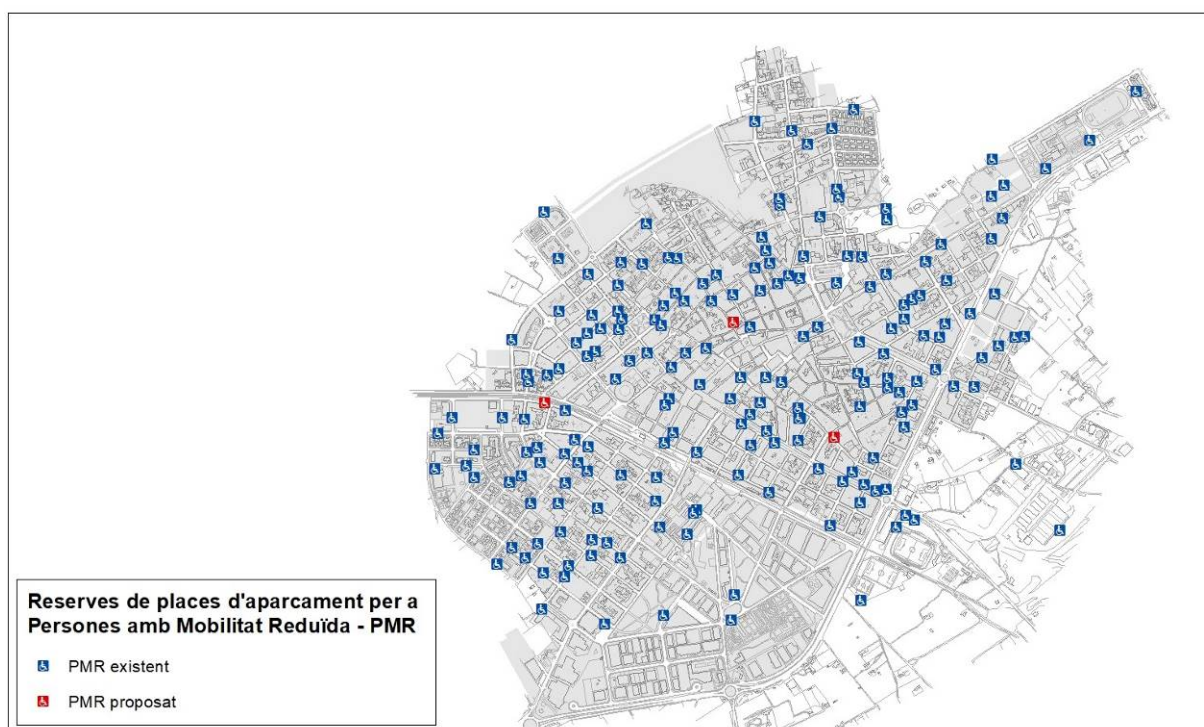 Reserves de places d'aparcament per a
Persones amb Mobilitat Reduïda - PMR
PMR existent
PMR proposat